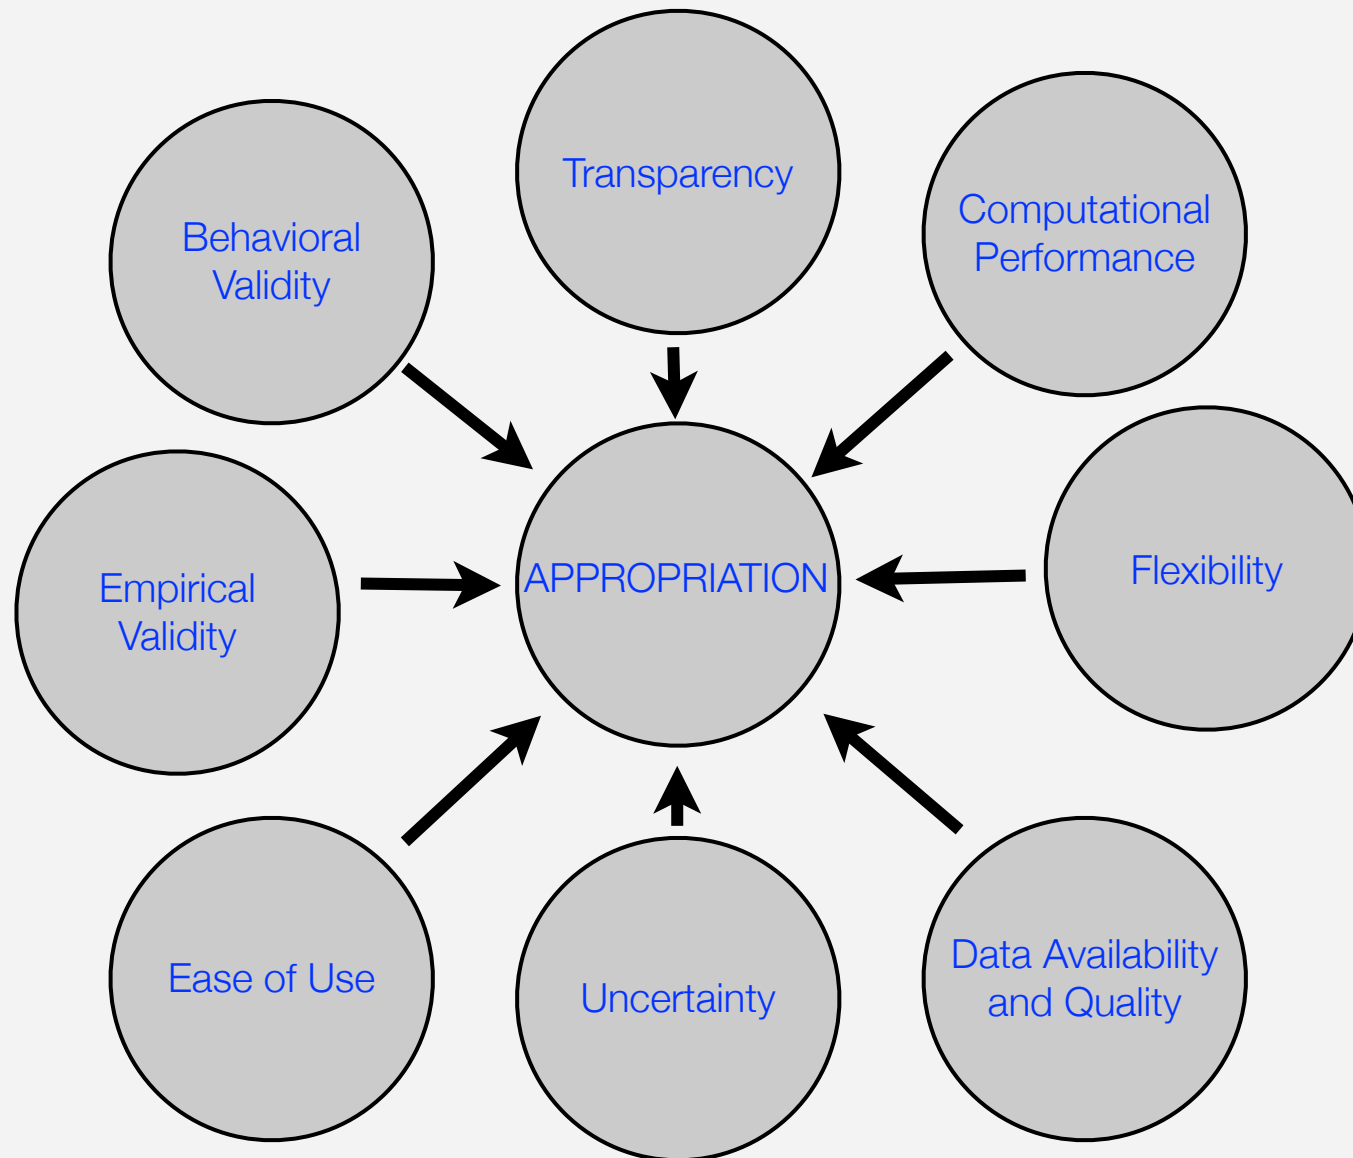 Transparency
Computational
Performance
Behavioral
Validity
APPROPRIATION
Flexibility
Empirical
Validity
Ease of Use
Uncertainty
Data Availability
and Quality